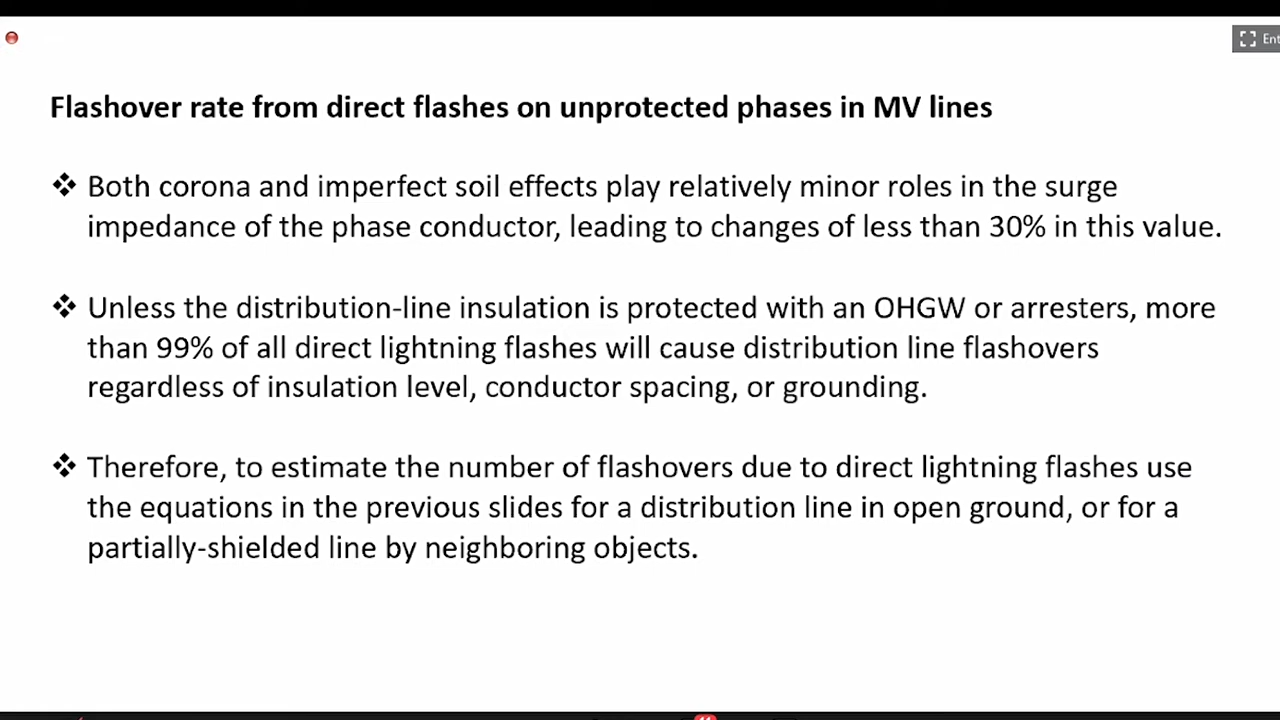 Ent
Flashover rate from direct flashes on unprotected phases in MV lines
❖ Both corona and imperfect soil effects play relatively minor roles in the surge
impedance of the phase conductor, leading to changes of less than 30% in this value.
❖ Unless the distribution-line insulation is protected with an OHGW or arresters, more
than 99% of all direct lightning flashes will cause distribution line flashovers
regardless of insulation level, conductor spacing, or grounding.
❖ Therefore, to estimate the number of flashovers due to direct lightning flashes use
the equations in the previous slides for a distribution line in open ground, or for a
partially-shielded line by neighboring objects.